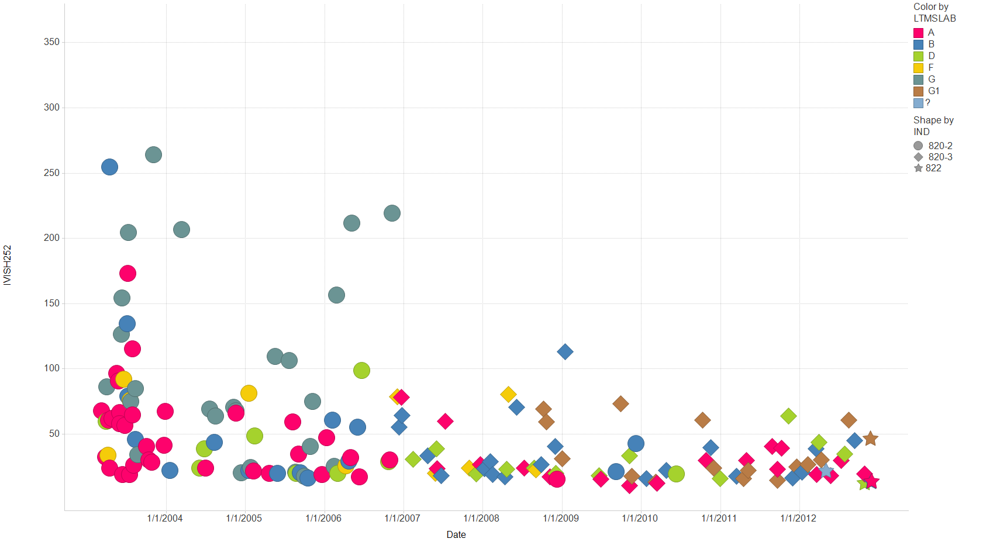 Color by
LTMSLAB
A
B
D
F
G
G1
?
Shape by
IND
820-2
820-3
822
350
300
250
200
150
100
50
IVISH252
1/1/2004
1/1/2005
1/1/2006
1/1/2007
1/1/2008
1/1/2009
1/1/2010
1/1/2011
1/1/2012
Date